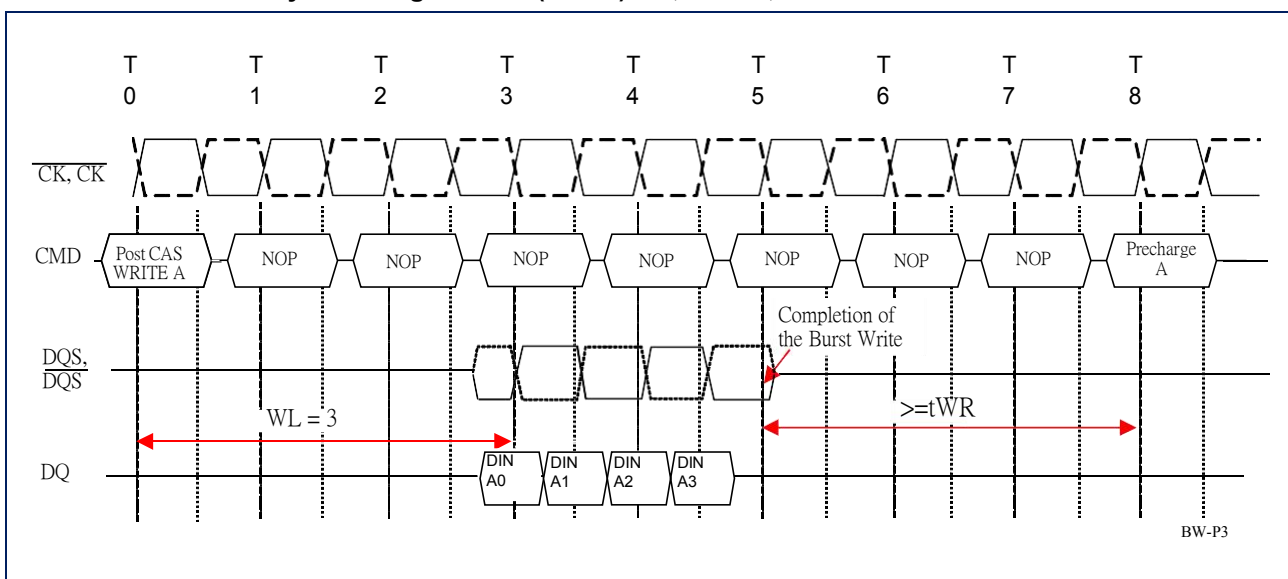 T T T T T T T T T
0 1 2 3 4 5 6 7 8
CK, CK
CMD
Post CAS
WRITE A
NOP
NOP
NOP
NOP
NOP
NOP
NOP
Precharge
A
Completion of
the Burst Write
DQS,
DQS
WL = 3
>=tWR
DQ
DIN
A0
DIN
A1
DIN
A2
DIN
A3
BW-P3